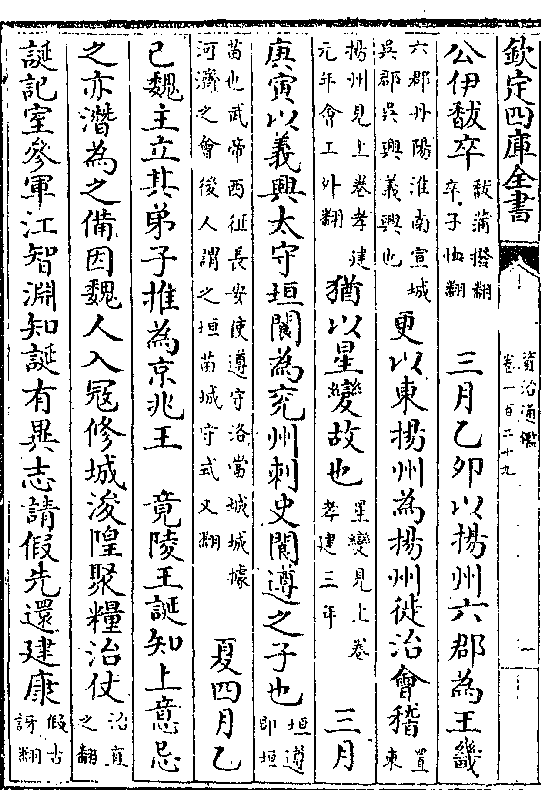 欽定四庫全書
資治通鑑
卷一百二十九
一
公伊馛卒馛蒲撥翻卒子恤翻　三月乙卯以揚州六郡為王畿
六郡丹陽淮南宣城吳郡吳興義興也更以東揚州為揚州徙治會稽置東
揚州見上卷孝建元年會工外翻猶以星變故也星變見上卷孝建三年　三月
庚寅以義興太守垣閬為兖州刺史閬遵之子也垣遵即垣
苗也武帝西征長安使遵守洛當城城據河濟之會後人謂之垣苗城守式又翻　夏四月乙
已魏主立其弟子推為京兆王　竟陵王誕知上意忌
之亦潛為之備因魏人入冦修城浚隍聚糧治仗治直之翻
誕記室參軍江智淵知誕有異志請假先還建康假古訝翻